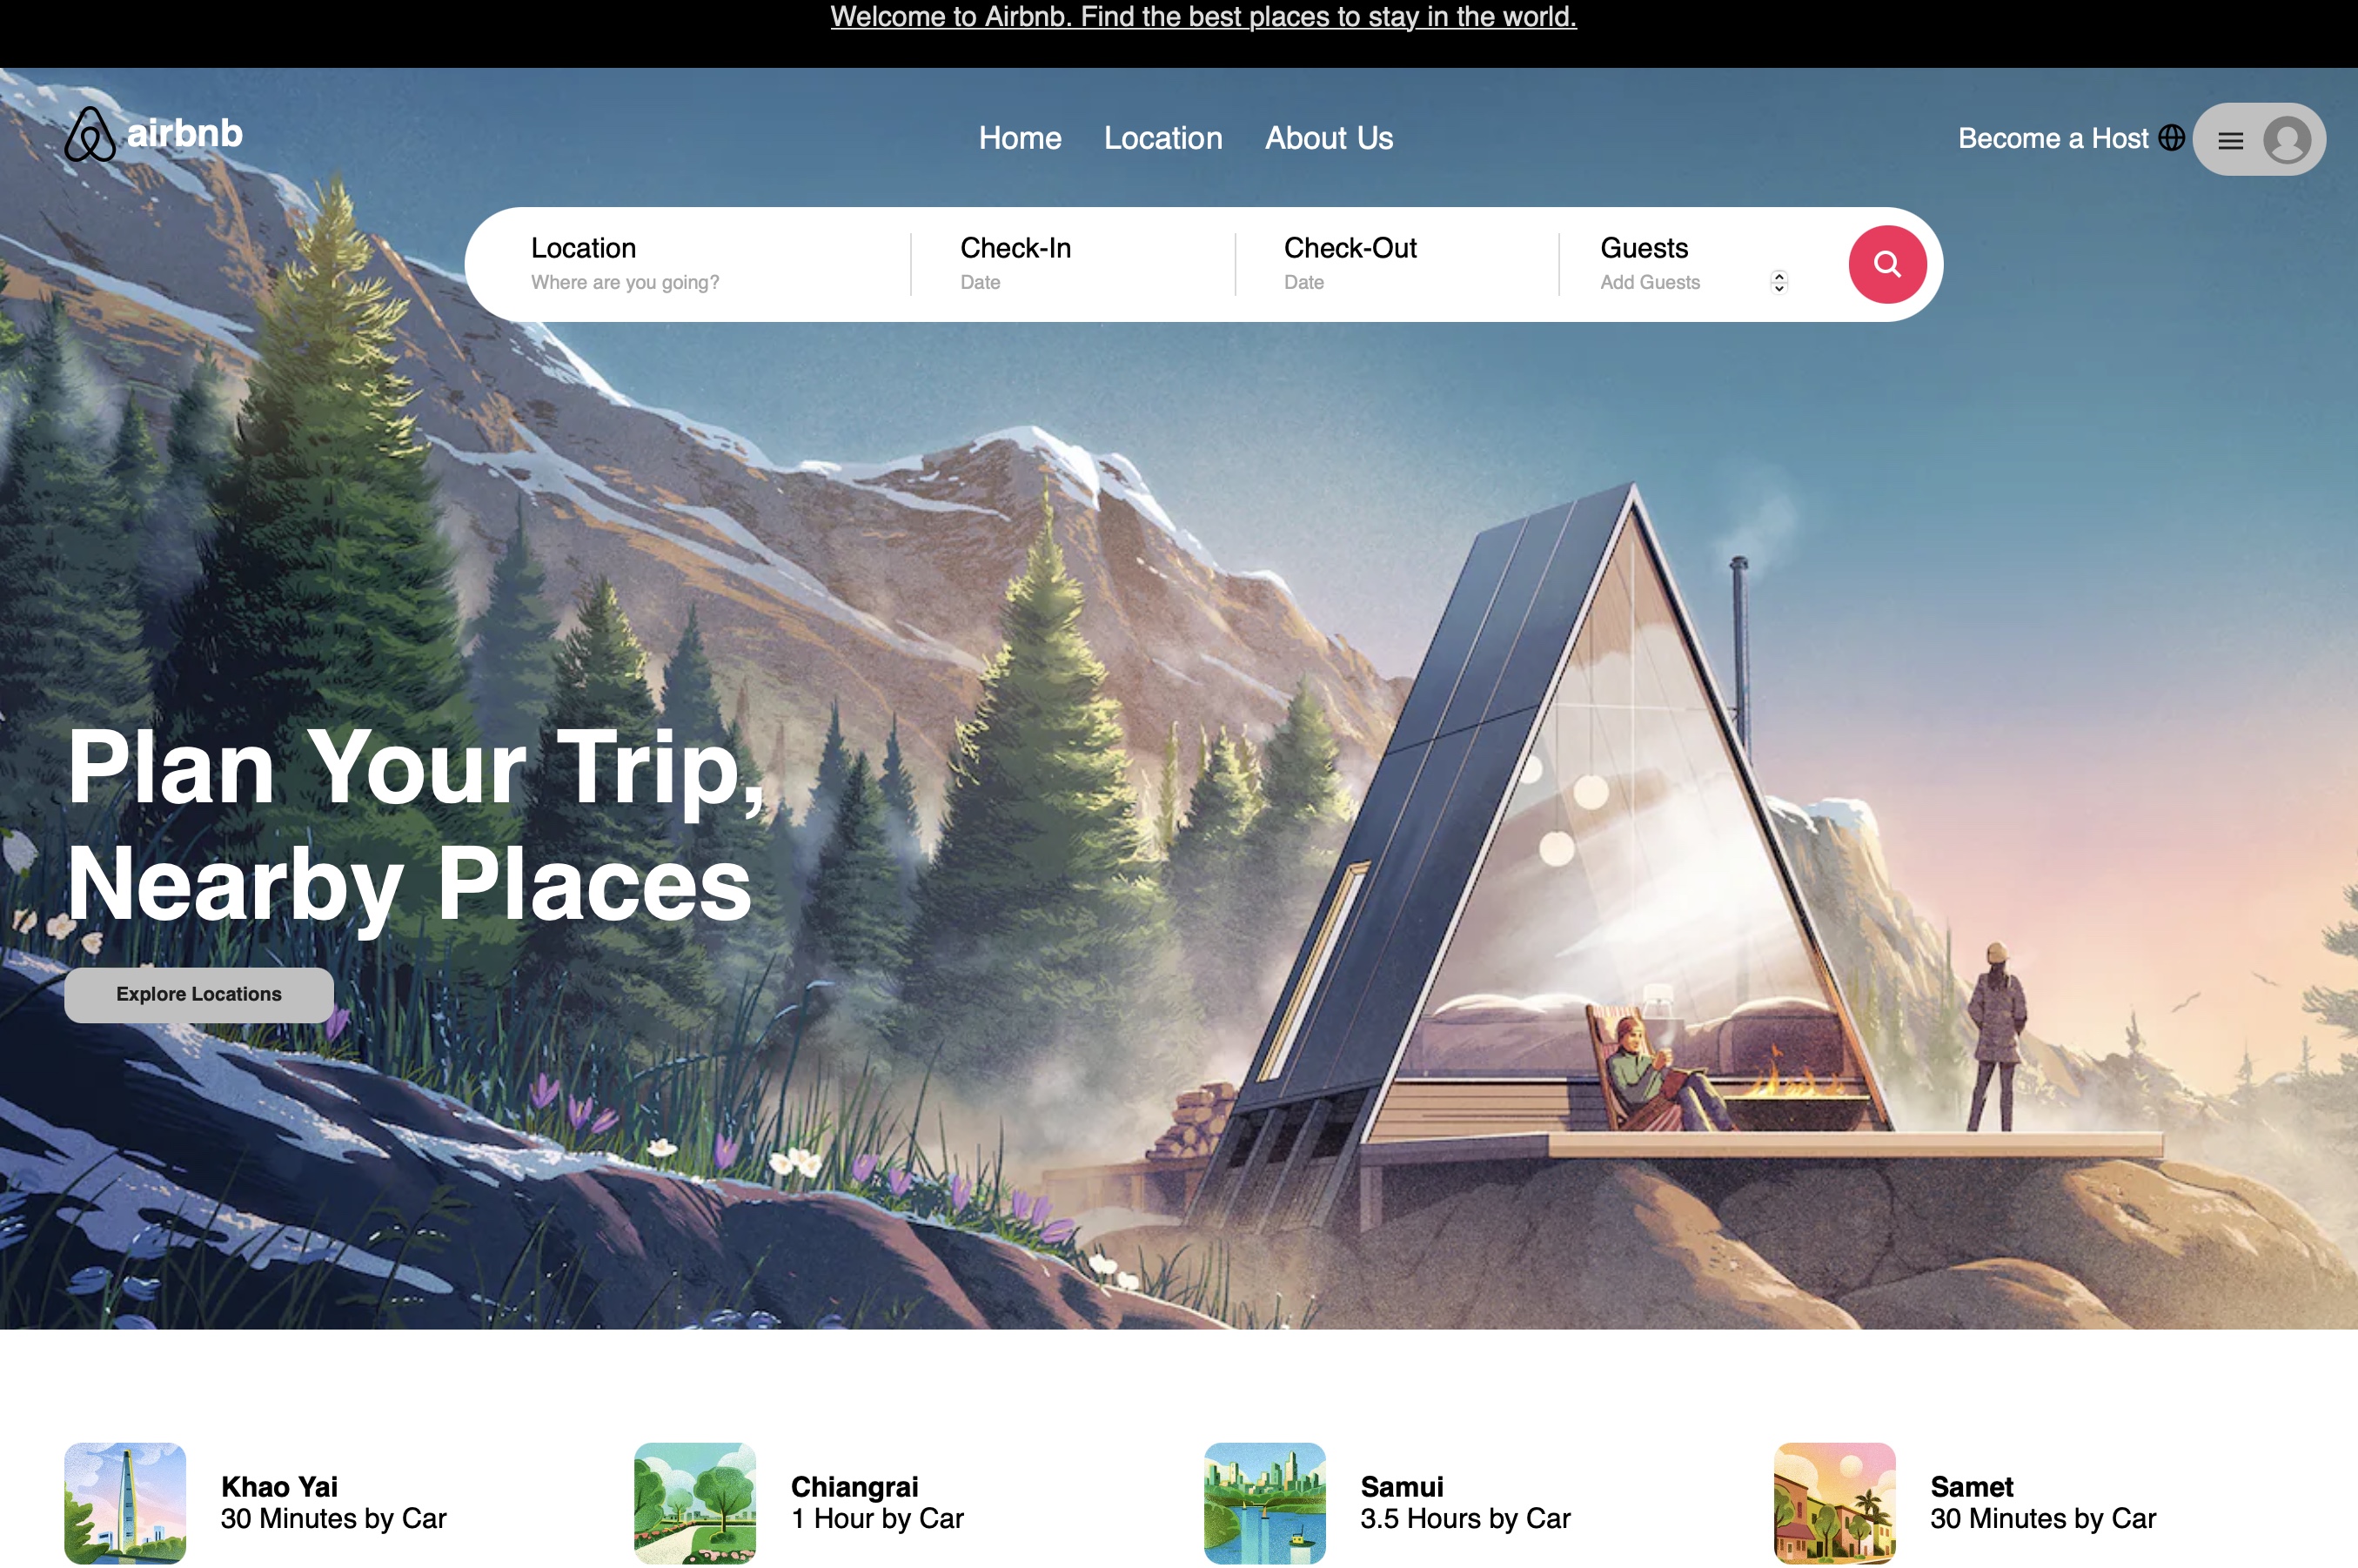 Welcome to Airbnb. Find the best places to stay in the world.
airbnb
Home Location About Us
Become a Host
Location Check-In Check-Out Guests
Where are you going? Date Date Add Guests
Plan Your Trip,
Nearby Places
Explore Locations
Khao Yai
30 Minutes by Car
Chiangrai
1 Hour by Car
Samui
3.5 Hours by Car
Samet
30 Minutes by Car